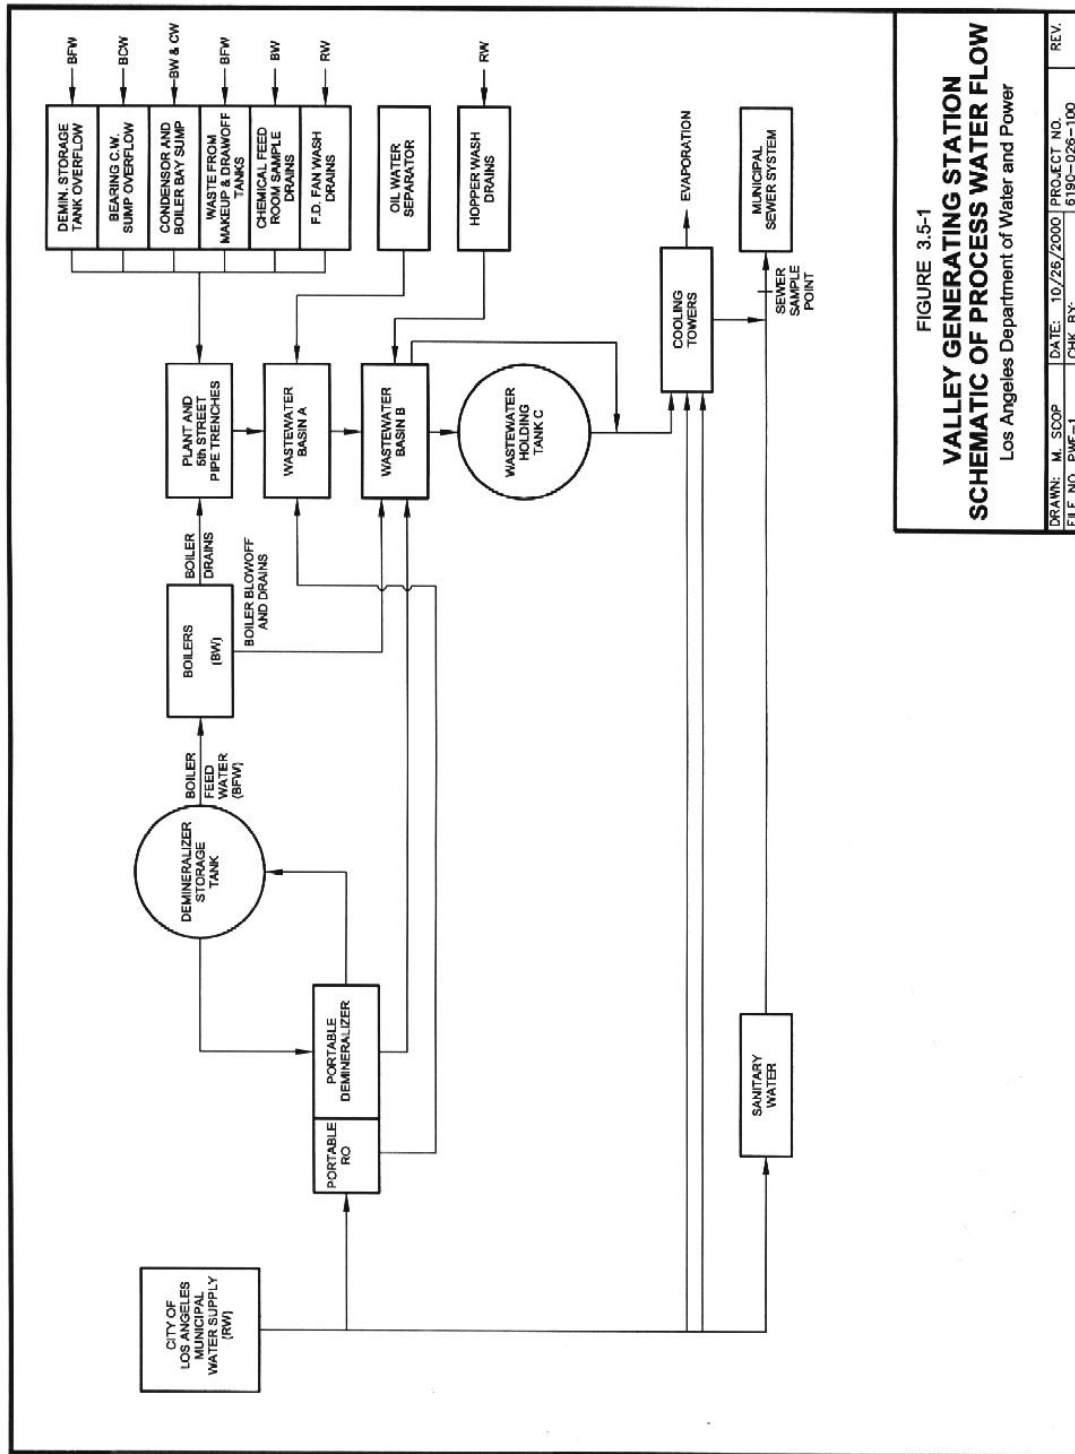 CITY OF
LOS ANGELES
MUNICIPAL
WATER SUPPLY
(RW)
PORTABLE
RO
PORTABLE
DEMINERALIZER
DEMINERALIZER
STORAGE
TANK
BOILER
FEED
WATER
(BFW)
BOILERS
(BW)
BOILER
DRAINS
BOILER BLOWOFF
AND DRAINS
PLANT AND
5th STREET
PIPE TRENCHES
WASTEWATER
BASIN A
WASTEWATER
BASIN B
WASTEWATER
HOLDING
TANK C
DEMIN. STORAGE
TANK OVERFLOW
BFW
BEARING C.W.
SUMP OVERFLOW
BCW
CONDENSOR AND
BOILER BAY SUMP
BW & CW
WASTE FROM
MAKEUP & DRAWOFF
TANKS
BFW
CHEMICAL FEED
ROOM SAMPLE
DRAINS
BW
F.D. FAN WASH
DRAINS
RW
OIL WATER
SEPARATOR
HOPPER WASH
DRAINS
RW
COOLING
TOWERS
EVAPORATION
SANITARY
WATER
SEWER
SAMPLE
POINT
MUNICIPAL
SEWER SYSTEM
FIGURE 3.5-1
VALLEY GENERATING STATION
SCHEMATIC OF PROCESS WATER FLOW
Los Angeles Department of Water and Power
DRAWN: M. SCOP
DATE: 10/26/2000
PROJECT NO.
6190-026-100
REV.
FILE NO. PWF-1
CHK BY: